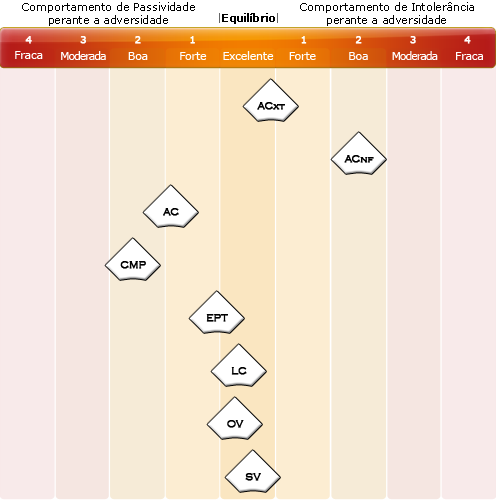 Comportamento de Passividade
perante a adversidade
|Equilíbrio|
Comportamento de Intolerância
perante a adversidade
4 3 2 1 1 2 3 4
Fraca Moderada Boa Forte Excelente Forte Boa Moderada Fraca
ACXT
ACNF
AC
CMP
EPT
LC
OV
SV